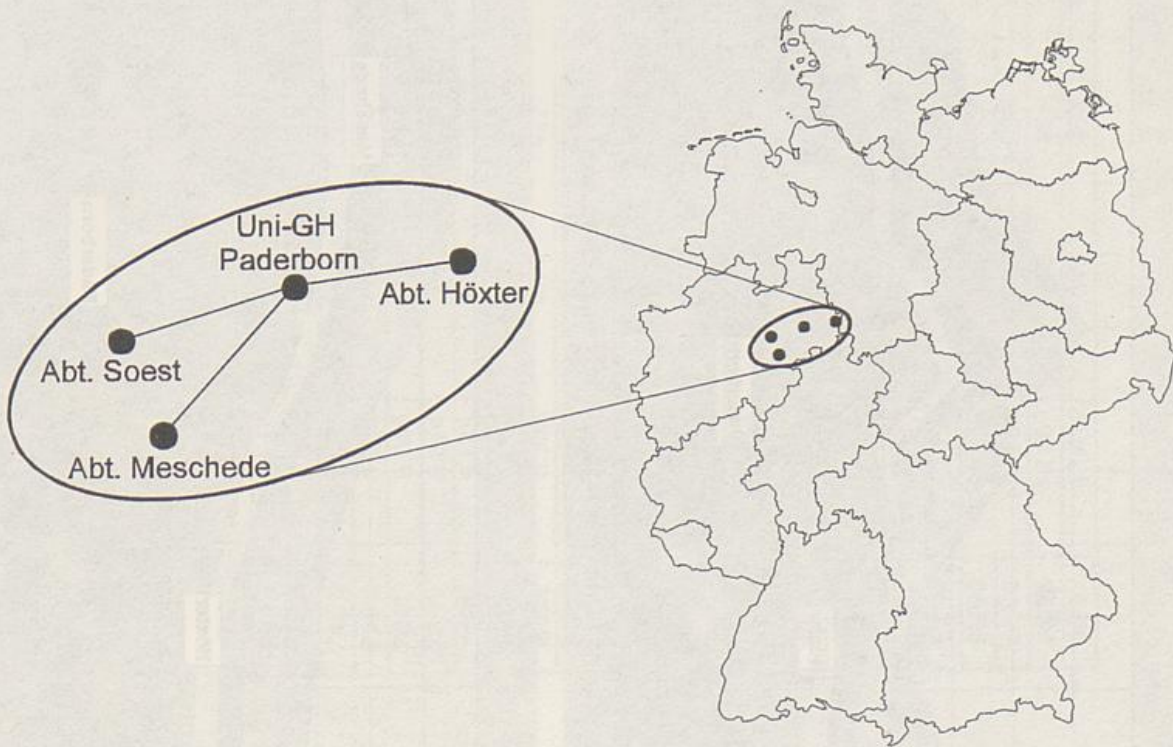 Uni-GH
Paderborn
Abt. Höxter
Abt. Soest
Abt. Meschede